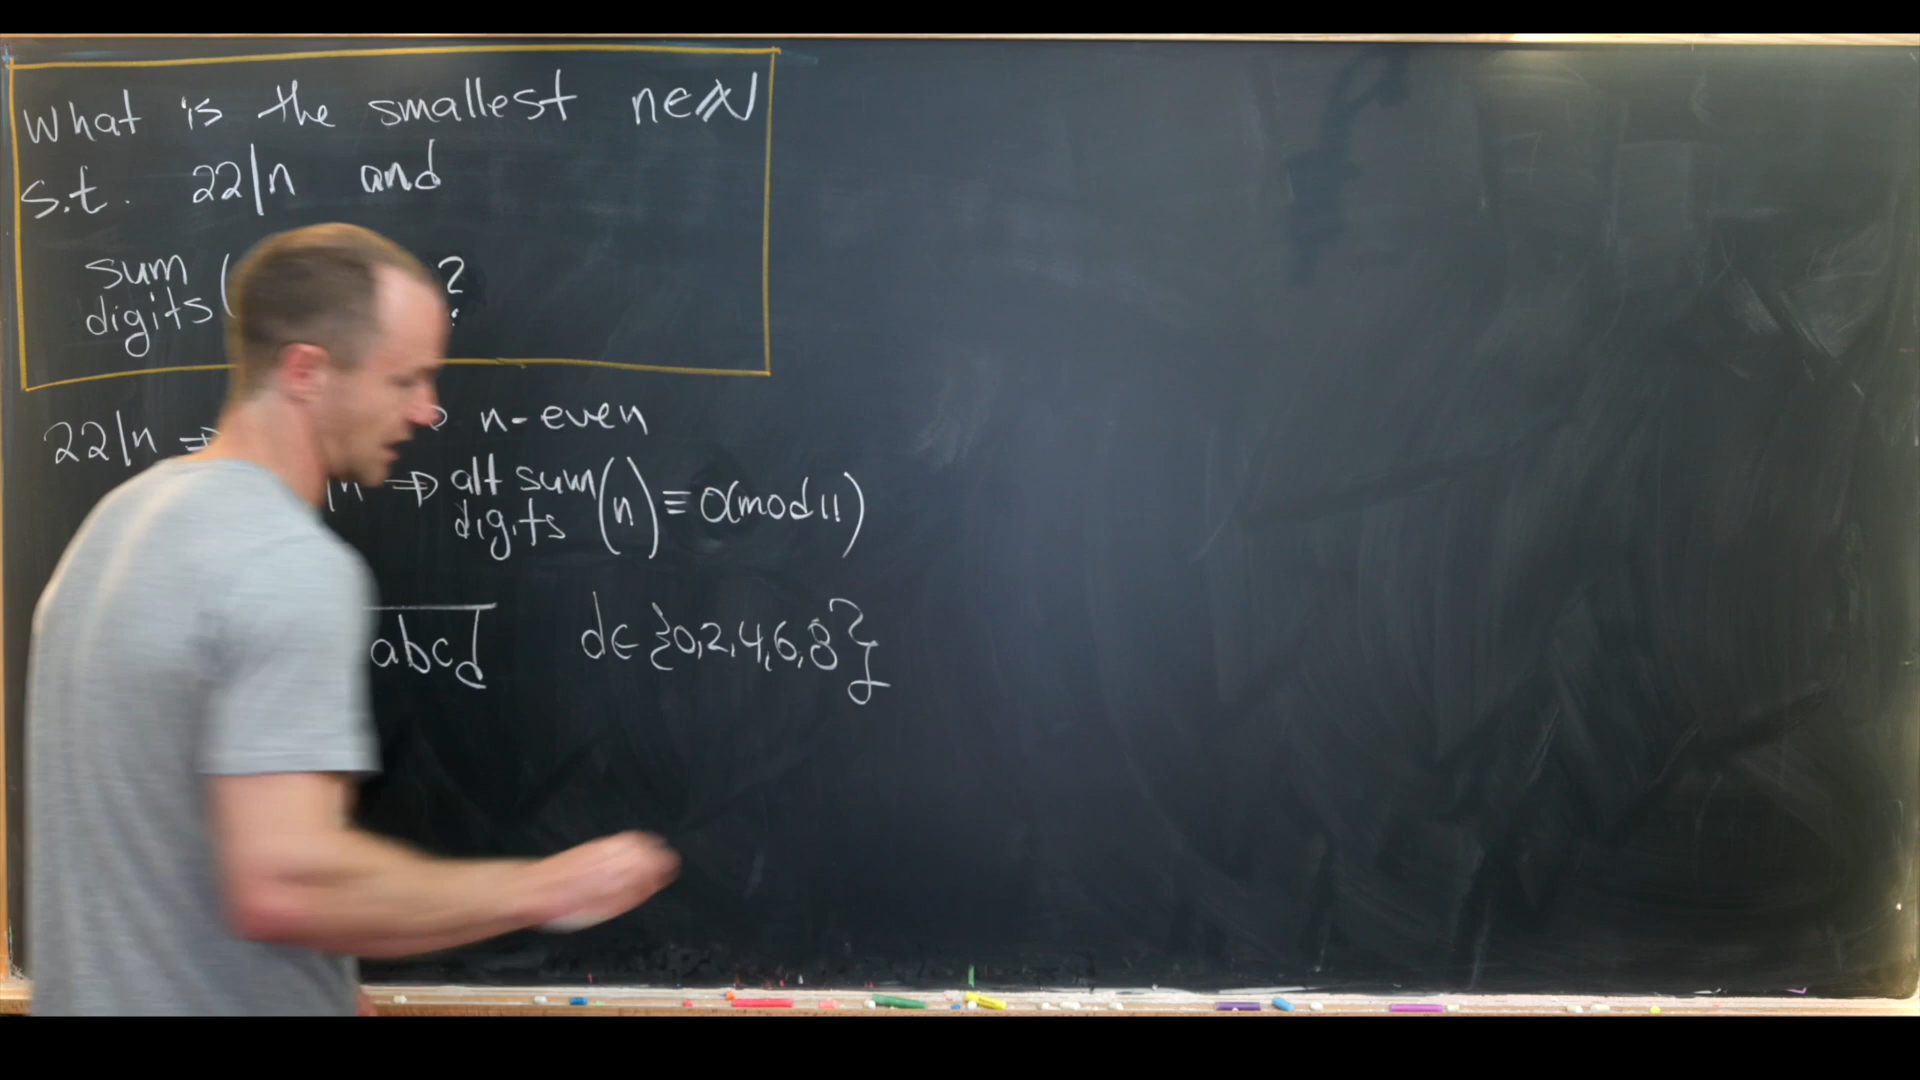 What is the smallest n∈ℕ
s.t. 22|n and
sum
digits ( ?
22|n ⇒ n-even
|n ⇒ alt sum
digits (n) ≡ 0(mod 11)
abcd d∈{0,2,4,6,8}